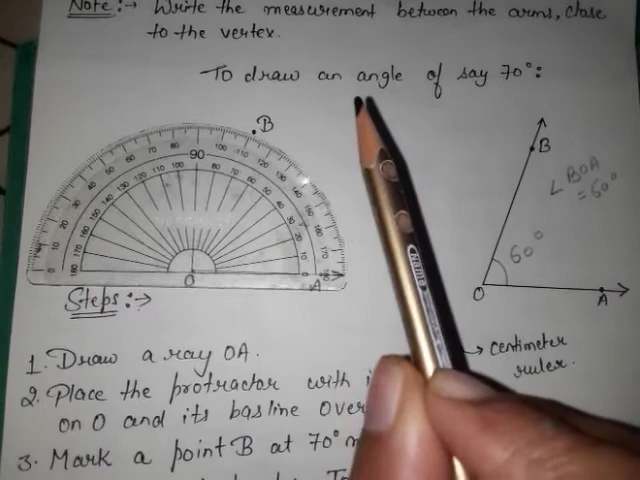 Note:→ Write the measurement between the arms, close
to the vertex.
To draw an angle of say 70°:
B
90
O
A
B
∠BOA
=60°
60°
O
A
Steps:→
→ centimeter
ruler.
1. Draw a ray OA.
2. Place the protractor with
on O and its basline over
3. Mark a point B at 70°
Name